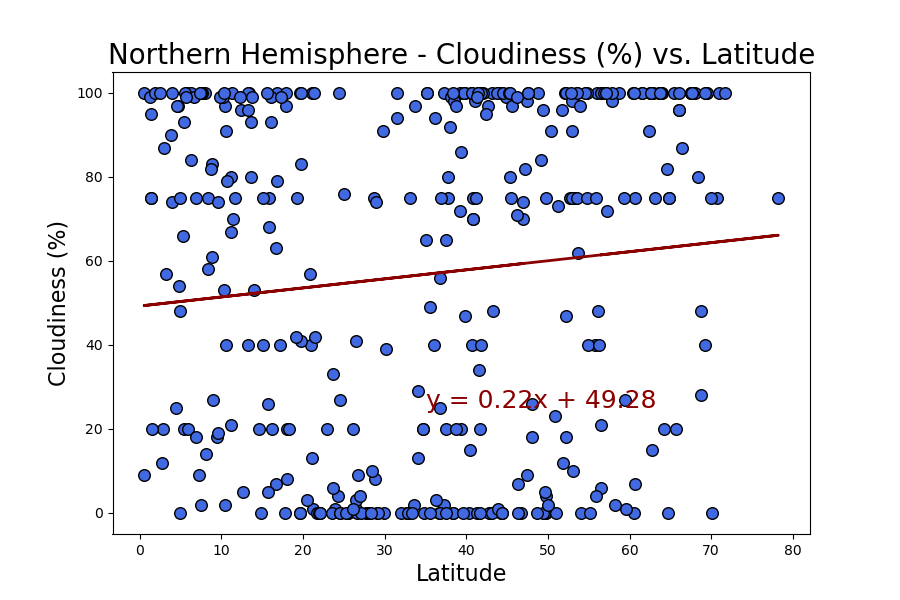 Northern Hemisphere - Cloudiness (%) vs. Latitude
Cloudiness (%)
100
80
60
40
20
0
y = 0.22x + 49.28
0 10 20 30 40 50 60 70 80
Latitude